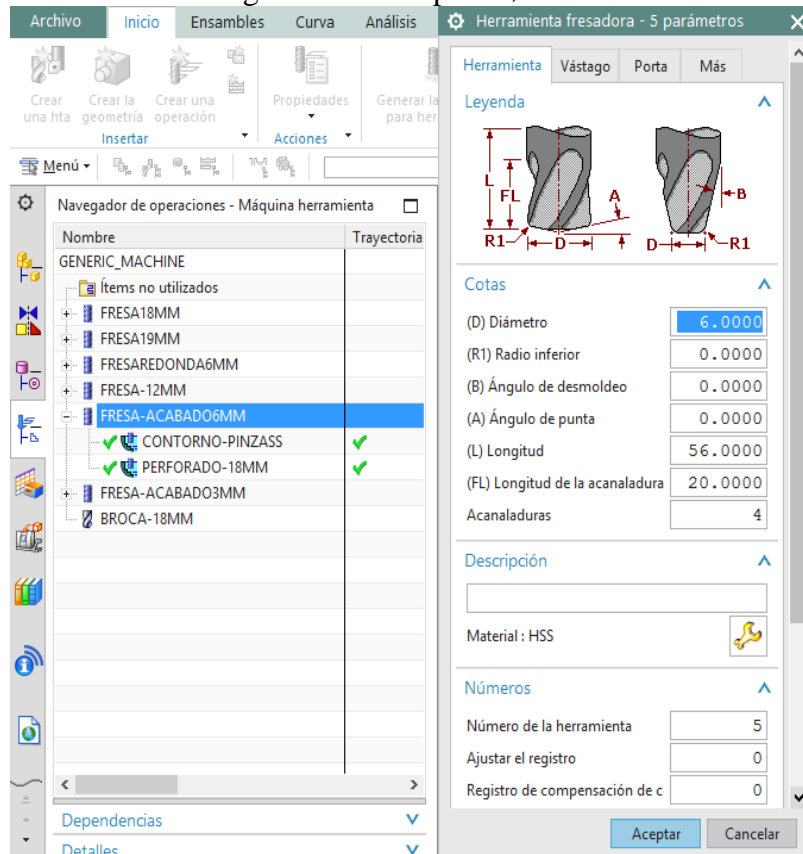 Archivo Inicio Ensambles Curva Análisis
Crear una hta
Crear la geometría
Crear una operación
Propiedades
Generar la
para her
Insertar
Acciones
Menú
Navegador de operaciones - Máquina herramienta
Nombre Trayectoria
GENERIC_MACHINE
Ítems no utilizados
FRESA18MM
FRESA19MM
FRESAREDONDA6MM
FRESA-12MM
FRESA-ACABADO6MM
CONTORNO-PINZASS
PERFORADO-18MM
FRESA-ACABADO3MM
BROCA-18MM
Dependencias
Detalles
Herramienta fresadora - 5 parámetros
Herramienta Vástago Porta Más
Leyenda
L
FL
A
B
R1 D D R1
Cotas
(D) Diámetro 6.0000
(R1) Radio inferior 0.0000
(B) Ángulo de desmoldeo 0.0000
(A) Ángulo de punta 0.0000
(L) Longitud 56.0000
(FL) Longitud de la acanaladura 20.0000
Acanaladuras 4
Descripción
Material : HSS
Números
Número de la herramienta 5
Ajustar el registro 0
Registro de compensación de c 0
Aceptar Cancelar